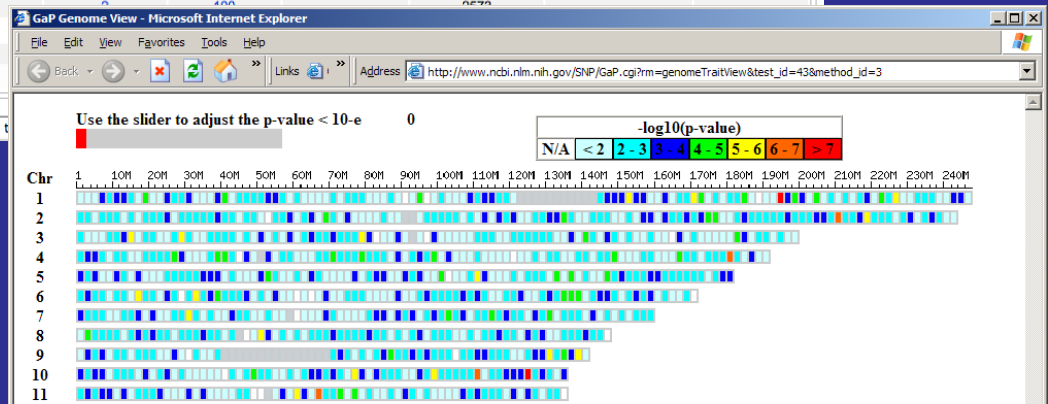 GaP Genome View - Microsoft Internet Explorer
File Edit View Favorites Tools Help
Back » Links » Address http://www.ncbi.nlm.nih.gov/SNP/GaP.cgi?rm=genomeTraitView&test_id=43&method_id=3
Use the slider to adjust the p-value < 10-e 0
-log10(p-value)
N/A < 2 2 - 3 3 - 4 4 - 5 5 - 6 6 - 7 > 7
Chr 1 10M 20M 30M 40M 50M 60M 70M 80M 90M 100M 110M 120M 130M 140M 150M 160M 170M 180M 190M 200M 210M 220M 230M 240M
1
2
3
4
5
6
7
8
9
10
11